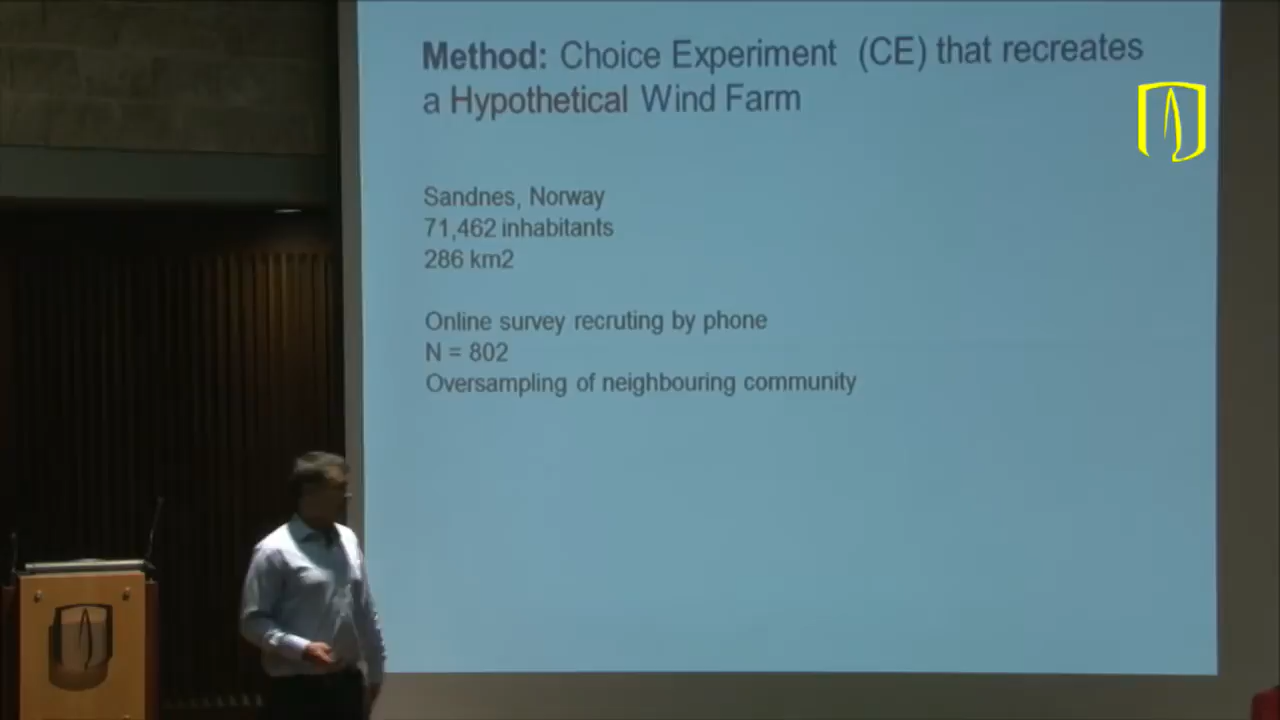 Method: Choice Experiment (CE) that recreates
a Hypothetical Wind Farm
Sandnes, Norway
71,462 inhabitants
286 km2
Online survey recruting by phone
N = 802
Oversampling of neighbouring community